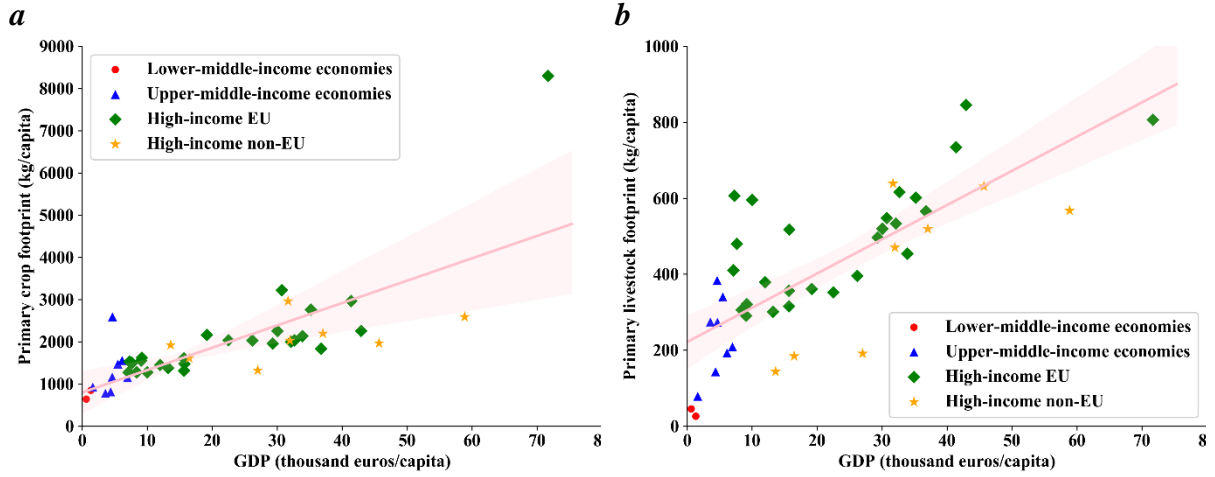 a
b
9000
8000
7000
6000
5000
4000
3000
2000
1000
0
Primary crop footprint (kg/capita)
Lower-middle-income economies
Upper-middle-income economies
High-income EU
High-income non-EU
0 10 20 30 40 50 60 70 8
GDP (thousand euros/capita)
1000
800
600
400
200
0
Primary livestock footprint (kg/capita)
Lower-middle-income economies
Upper-middle-income economies
High-income EU
High-income non-EU
0 10 20 30 40 50 60 70 8
GDP (thousand euros/capita)